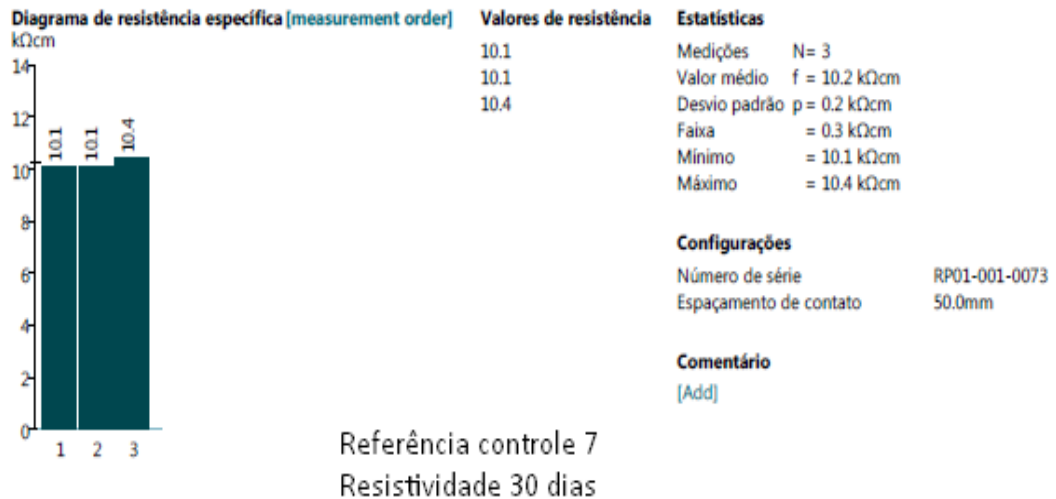 Diagrama de resistência específica [measurement order]
kΩcm
14
12
10
8
6
4
2
0
10.1
10.1
10.4
1 2 3
Valores de resistência
10.1
10.1
10.4
Estatísticas
Medições N= 3
Valor médio f = 10.2 kΩcm
Desvio padrão p = 0.2 kΩcm
Faixa = 0.3 kΩcm
Mínimo = 10.1 kΩcm
Máximo = 10.4 kΩcm
Configurações
Número de série RP01-001-0073
Espaçamento de contato 50.0mm
Comentário
[Add]
Referência controle 7
Resistividade 30 dias